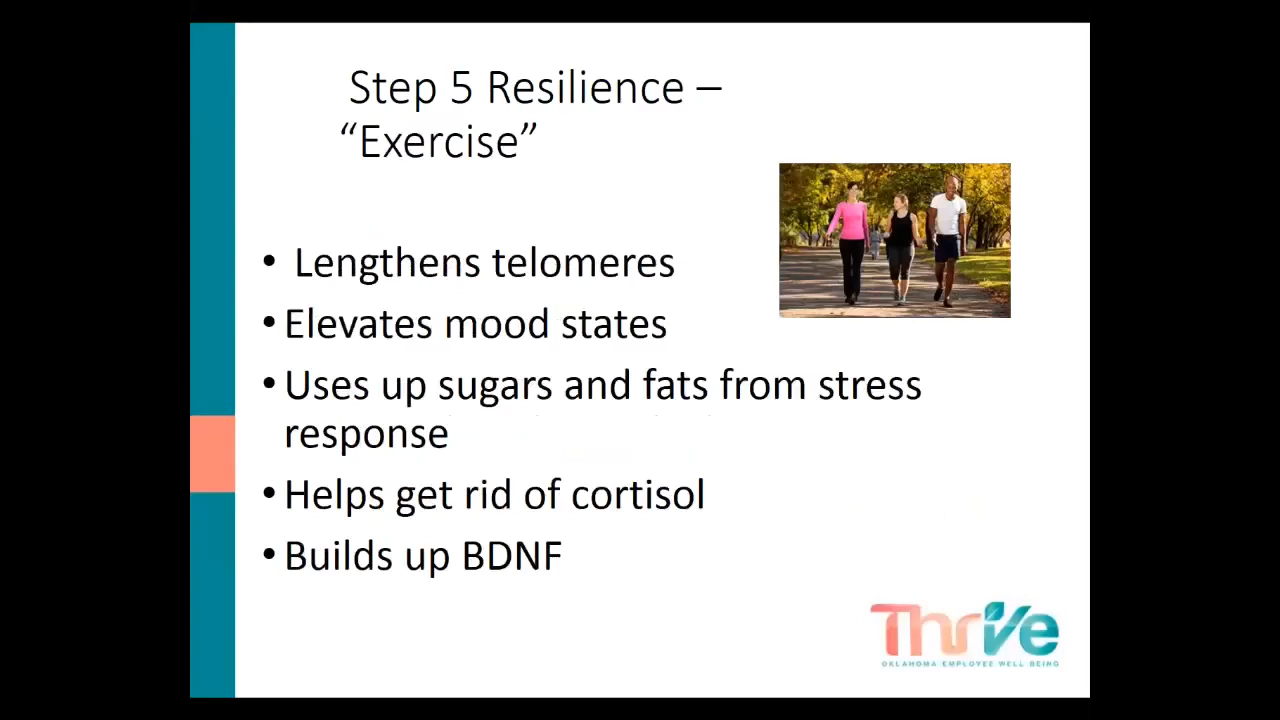 Step 5 Resilience –
“Exercise”
• Lengthens telomeres
• Elevates mood states
• Uses up sugars and fats from stress
response
• Helps get rid of cortisol
• Builds up BDNF
Thrive
OKLAHOMA EMPLOYEE WELL BEING